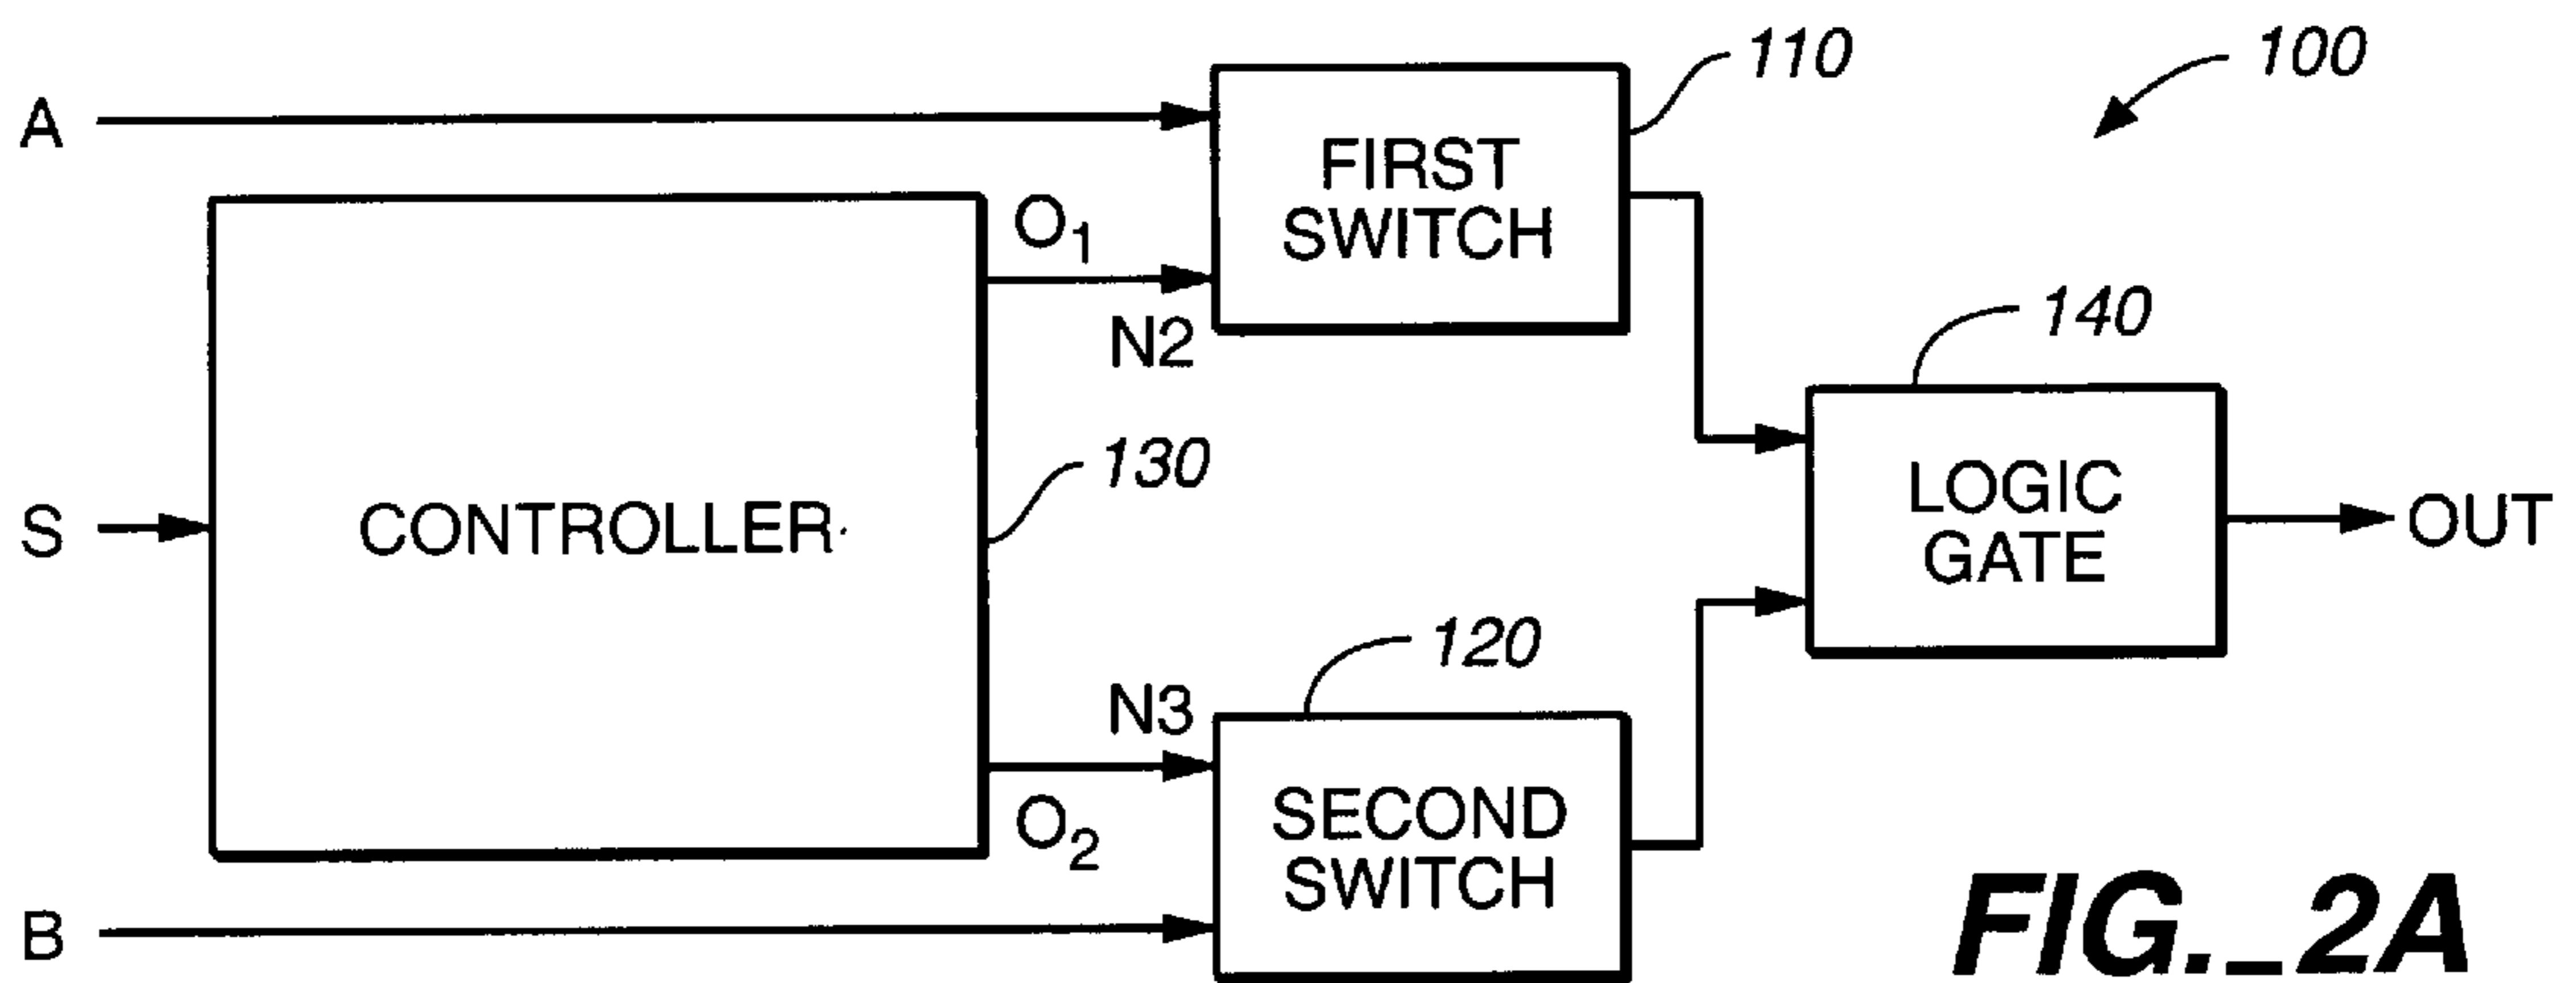 110
100
A
FIRST
SWITCH
O1
N2
140
130
LOGIC
GATE
S
CONTROLLER
OUT
120
N3
O2
SECOND
SWITCH
B
FIG._2A